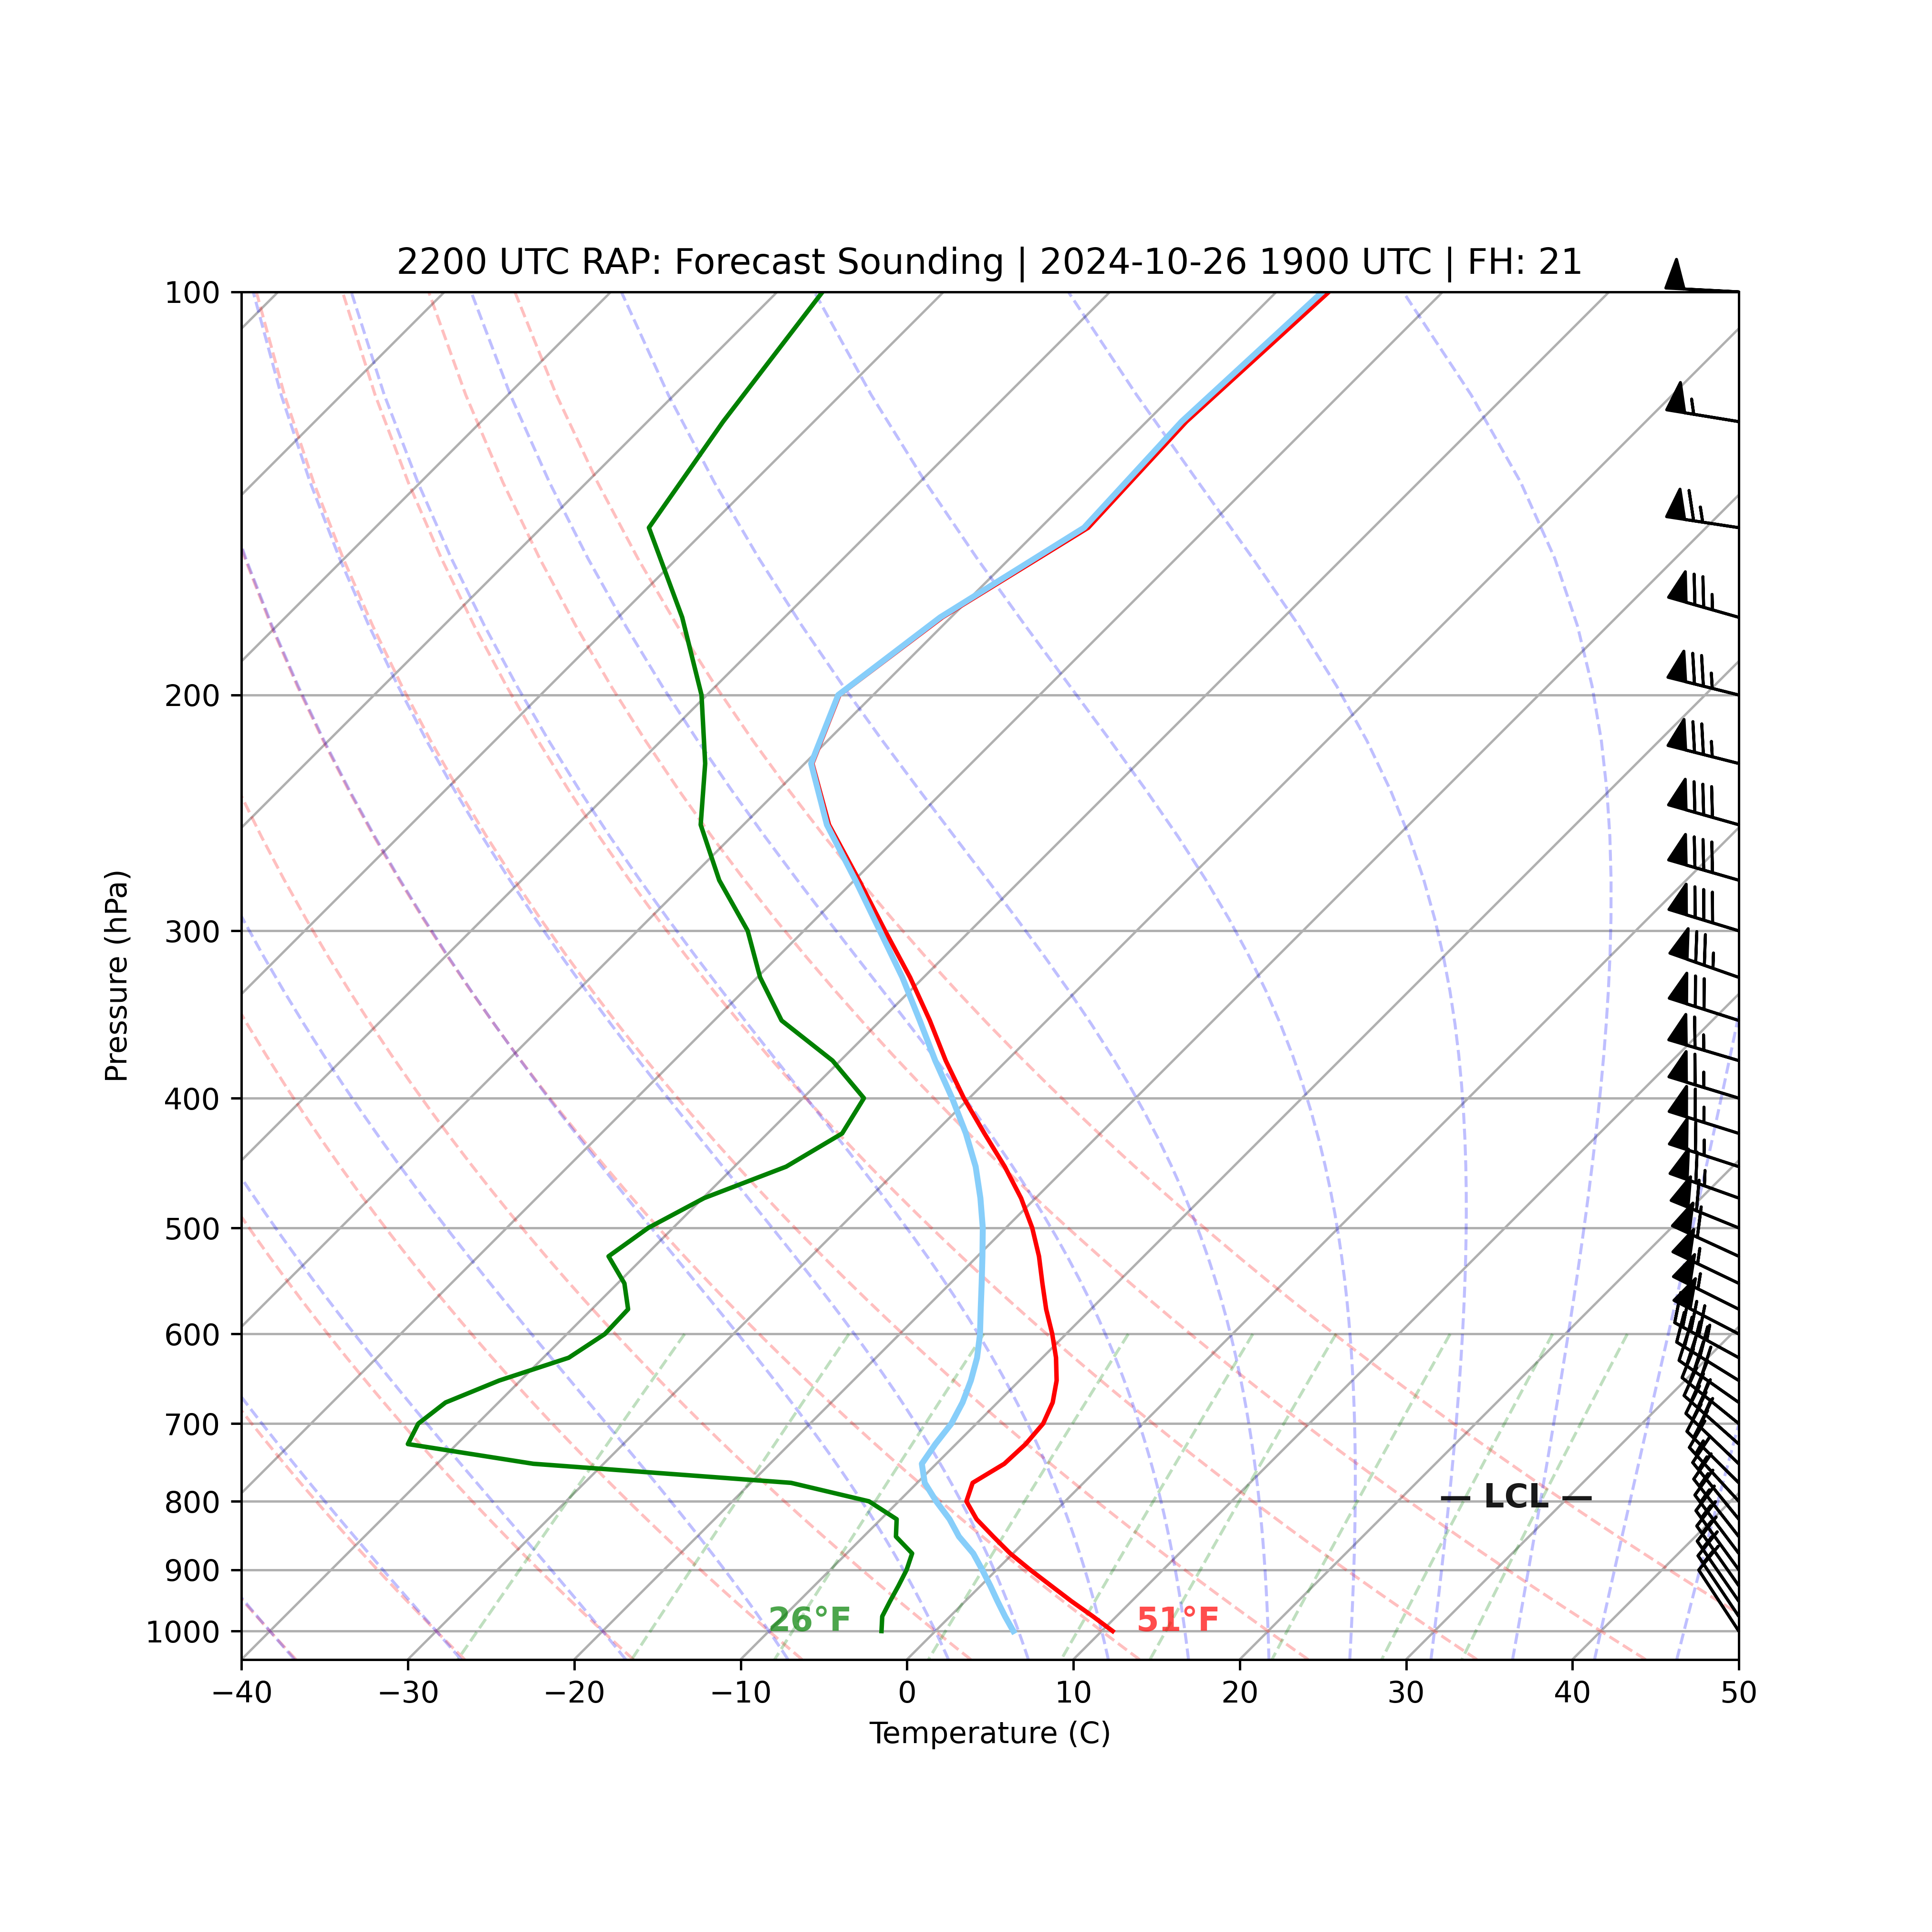 2200 UTC RAP: Forecast Sounding | 2024-10-26 1900 UTC | FH: 21
100
200
300
400
500
600
700
800
900
1000
Pressure (hPa)
— LCL —
26°F
51°F
−40 −30 −20 −10 0 10 20 30 40 50
Temperature (C)